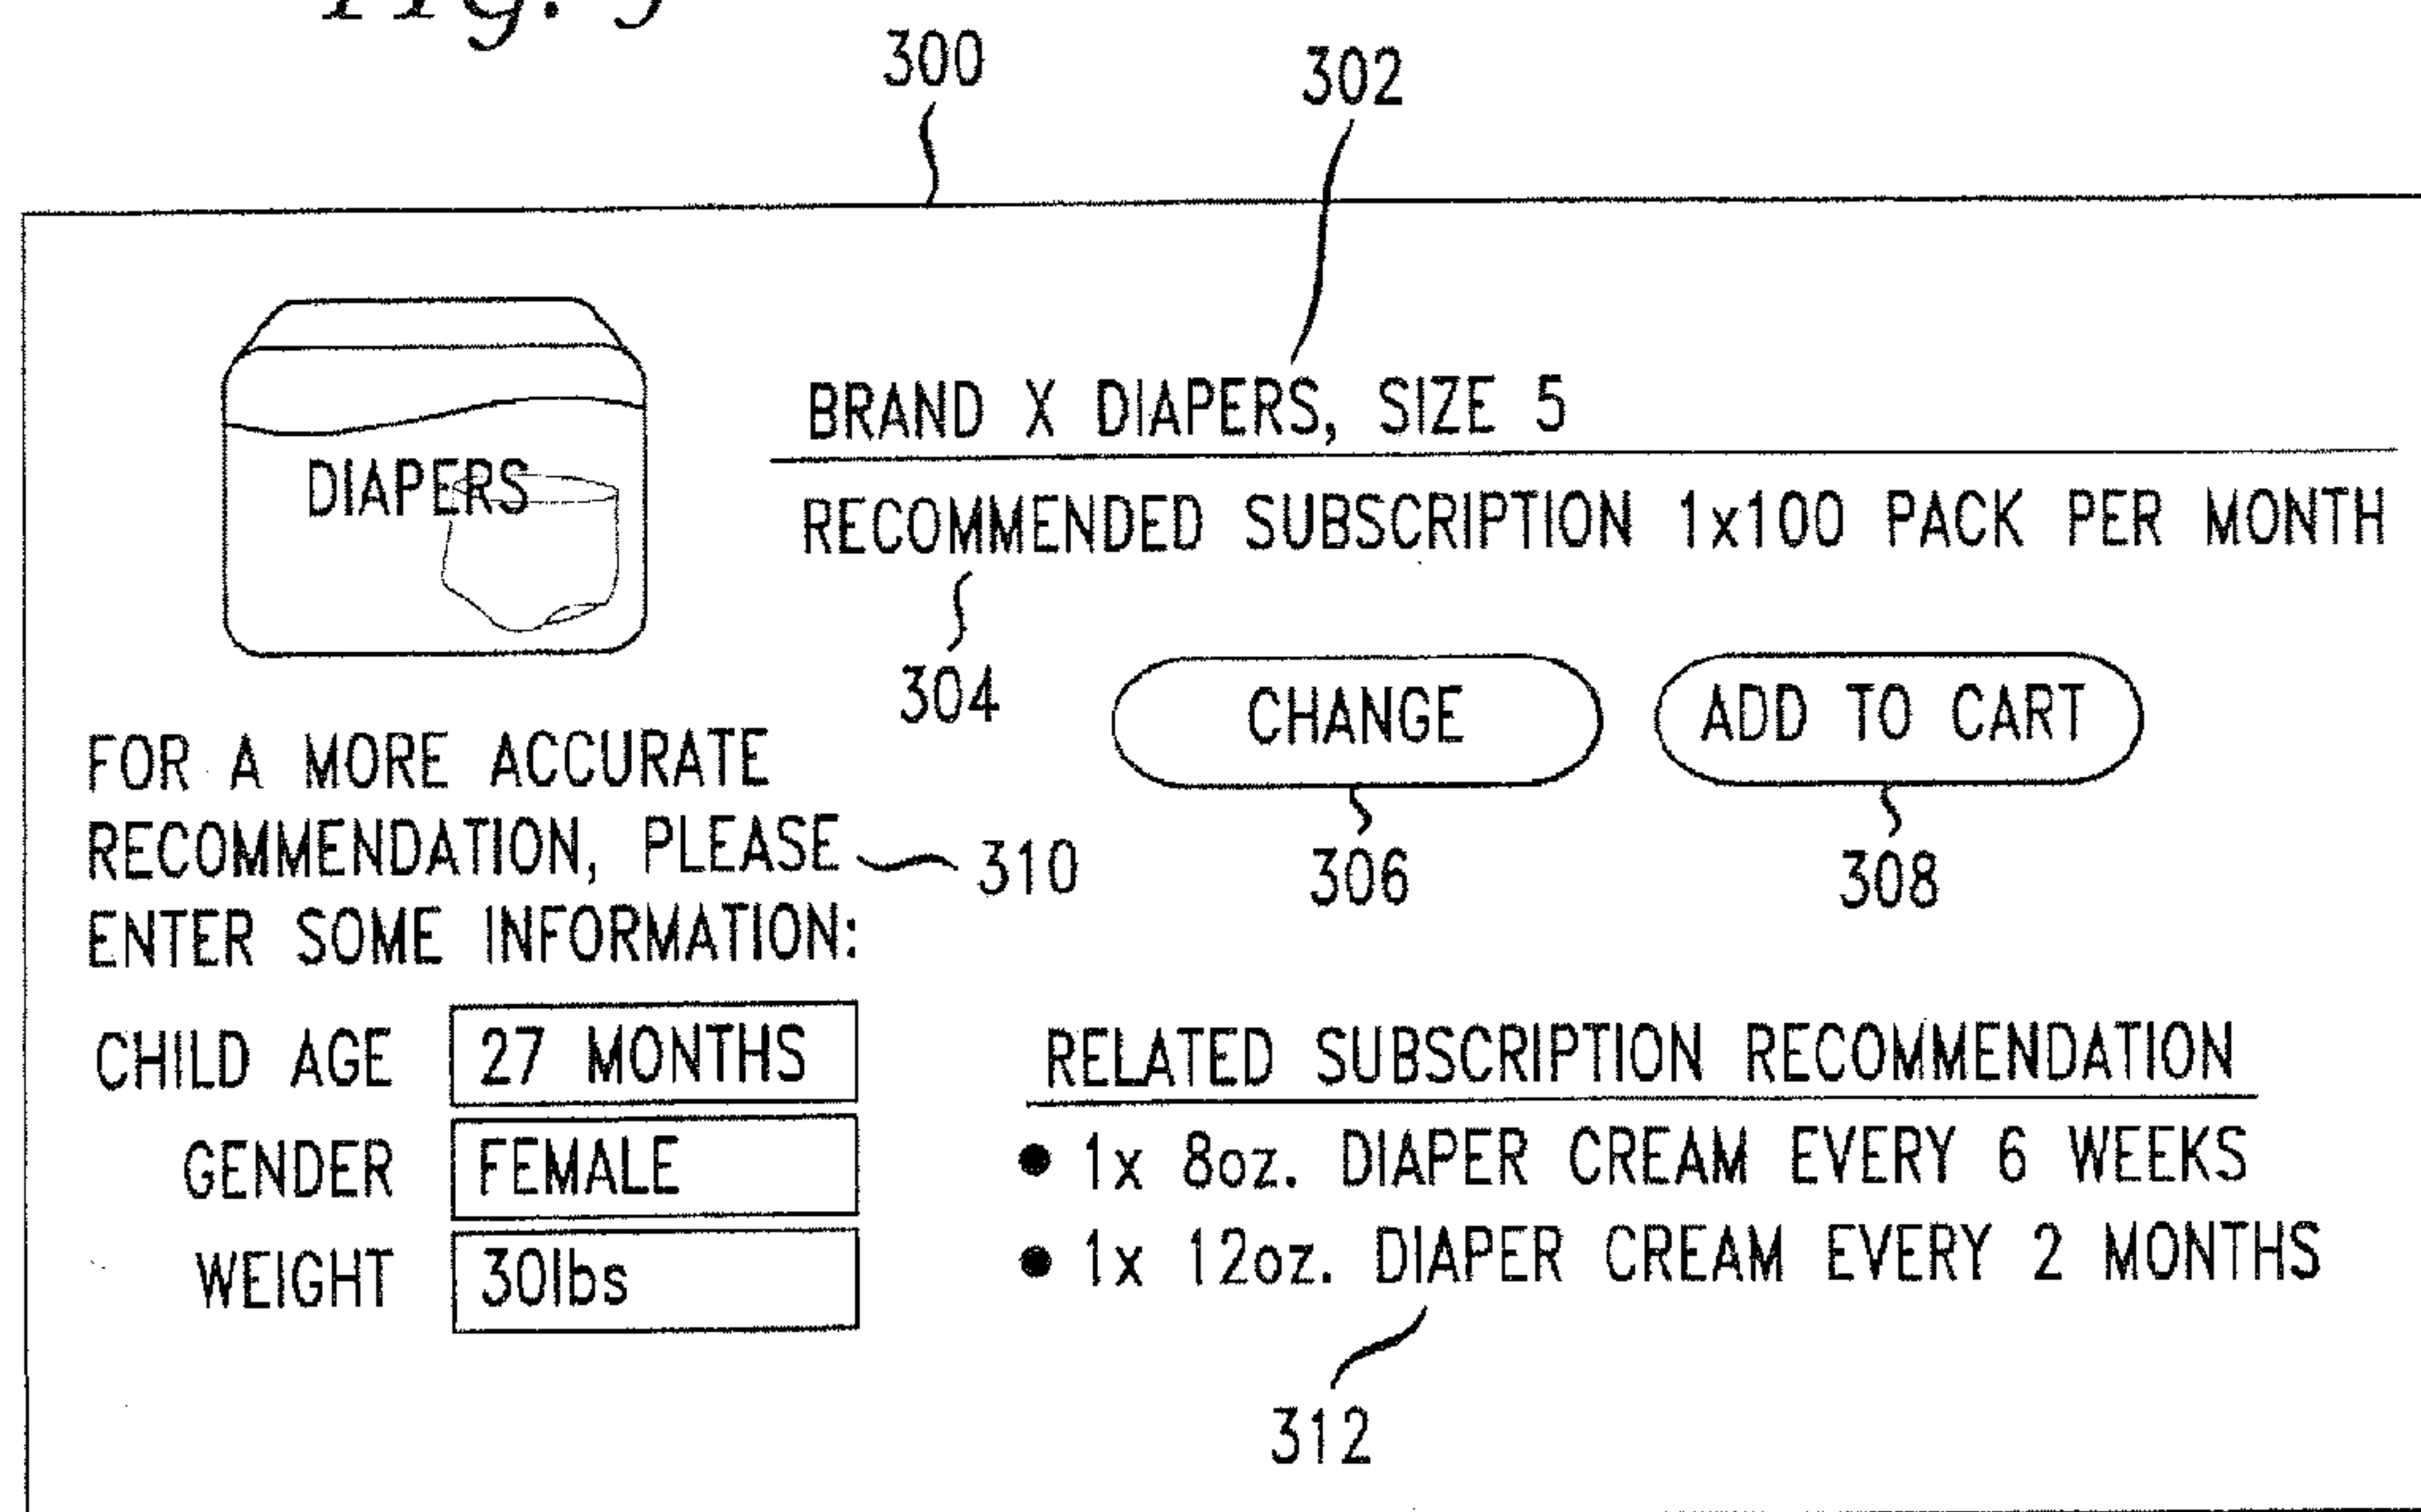 300
302
BRAND X DIAPERS, SIZE 5
DIAPERS
RECOMMENDED SUBSCRIPTION 1x100 PACK PER MONTH
304
CHANGE
ADD TO CART
306
308
FOR A MORE ACCURATE
RECOMMENDATION, PLEASE
310
ENTER SOME INFORMATION:
CHILD AGE 27 MONTHS
GENDER FEMALE
WEIGHT 30lbs
RELATED SUBSCRIPTION RECOMMENDATION
● 1x 8oz. DIAPER CREAM EVERY 6 WEEKS
● 1x 12oz. DIAPER CREAM EVERY 2 MONTHS
312